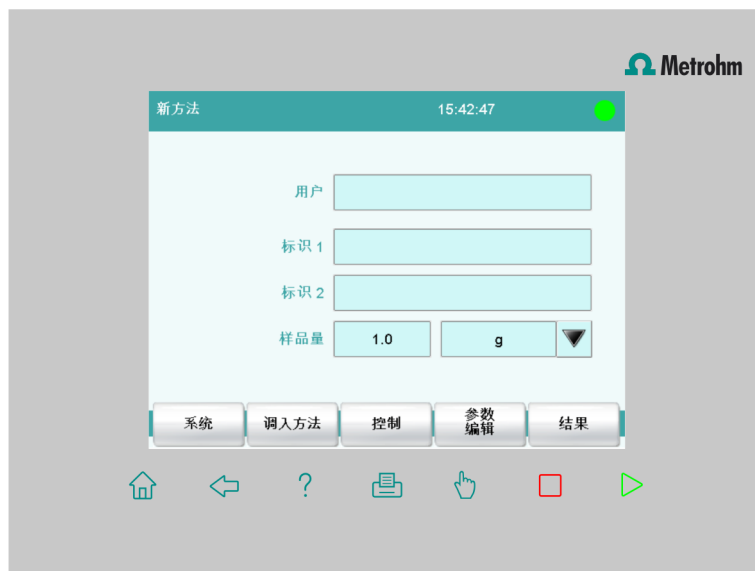 Metrohm
新方法 15:42:47
用户
标识 1
标识 2
样品量 1.0 g
系统 调入方法 控制 参数 编辑 结果
?